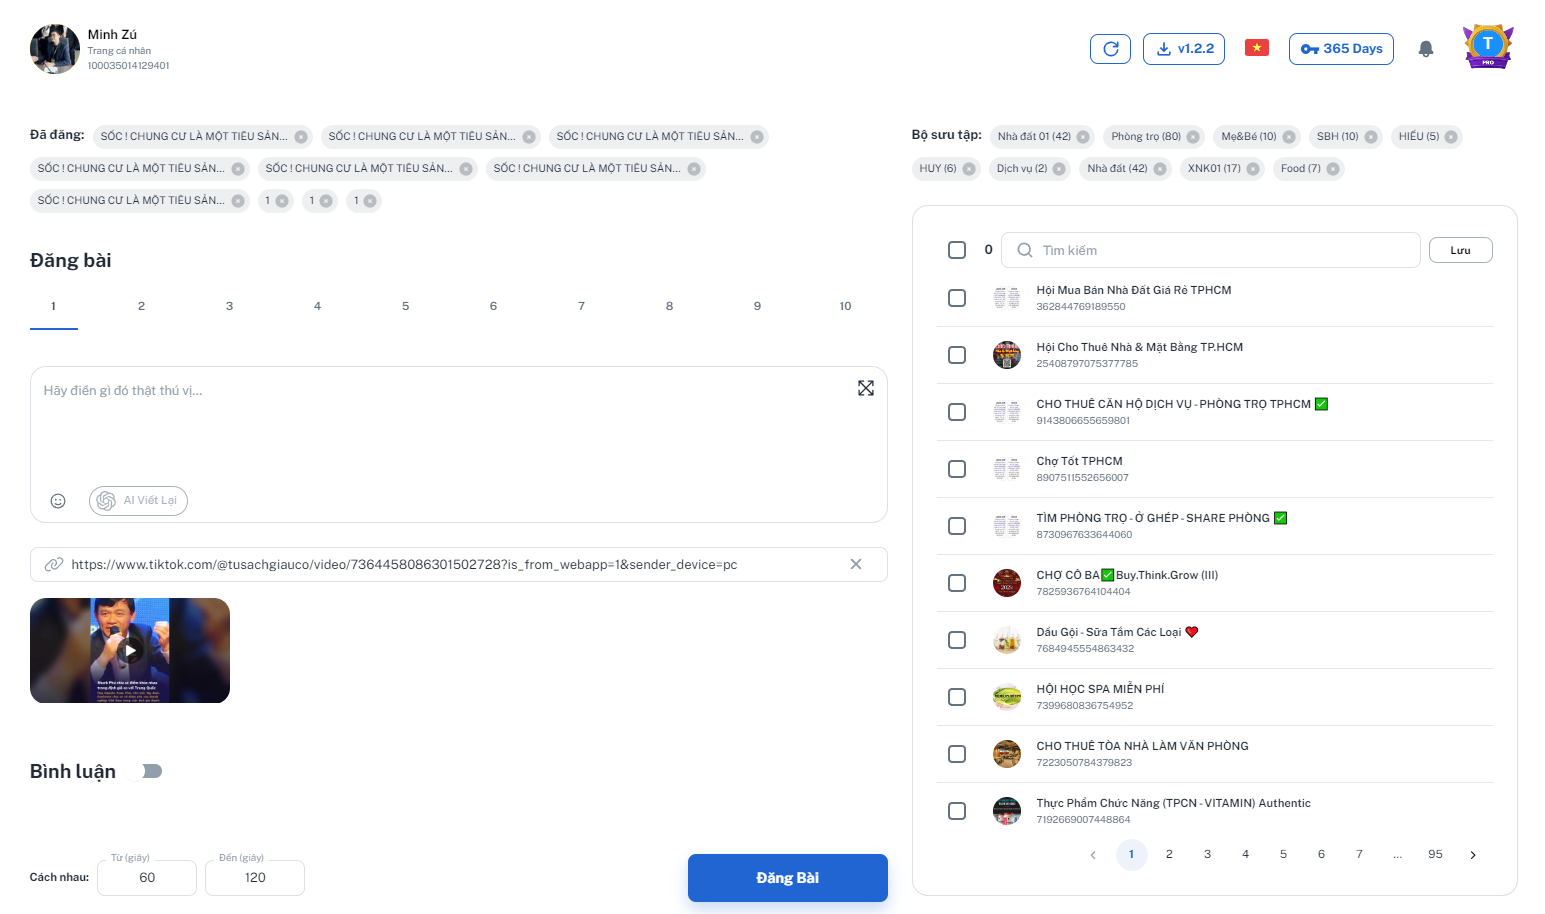 Minh Zú
Trang cá nhân
100035014129401
v1.2.2
365 Days
T
PRO
Đã đăng:
SỐC ! CHUNG CƯ LÀ MỘT TIÊU SẢN...
SỐC ! CHUNG CƯ LÀ MỘT TIÊU SẢN...
SỐC ! CHUNG CƯ LÀ MỘT TIÊU SẢN...
SỐC ! CHUNG CƯ LÀ MỘT TIÊU SẢN...
SỐC ! CHUNG CƯ LÀ MỘT TIÊU SẢN...
SỐC ! CHUNG CƯ LÀ MỘT TIÊU SẢN...
SỐC ! CHUNG CƯ LÀ MỘT TIÊU SẢN...
1
1
1
Đăng bài
1 2 3 4 5 6 7 8 9 10
Hãy điền gì đó thật thú vị...
AI Viết Lại
https://www.tiktok.com/@tusachgiauco/video/7364458086301502728?is_from_webapp=1&sender_device=pc
Bình luận
Cách nhau:
Từ (giây)
60
Đến (giây)
120
Đăng Bài
Bộ sưu tập:
Nhà đất 01 (42)
Phòng trọ (80)
Mẹ&Bé (10)
SBH (10)
HIẾU (5)
HUY (6)
Dịch vụ (2)
Nhà đất (42)
XNK01 (17)
Food (7)
0
Tìm kiếm
Lưu
Hội Mua Bán Nhà Đất Giá Rẻ TPHCM
362844769189550
Hội Cho Thuê Nhà & Mặt Bằng TP.HCM
25408797075377785
CHO THUÊ CĂN HỘ DỊCH VỤ - PHÒNG TRỌ TPHCM ✅
9143806655659801
Chợ Tốt TPHCM
8907511552656007
TÌM PHÒNG TRỌ - Ở GHÉP - SHARE PHÒNG ✅
8730967633644060
CHỢ CÔ BA✅Buy.Think.Grow (III)
7825936764104404
Dầu Gội - Sữa Tắm Các Loại ❤️
7684945554863432
HỘI HỌC SPA MIỄN PHÍ
7399680836754952
CHO THUÊ TÒA NHÀ LÀM VĂN PHÒNG
7223050784379823
Thực Phẩm Chức Năng (TPCN - VITAMIN) Authentic
7192669007448864
1 2 3 4 5 6 7 ... 95